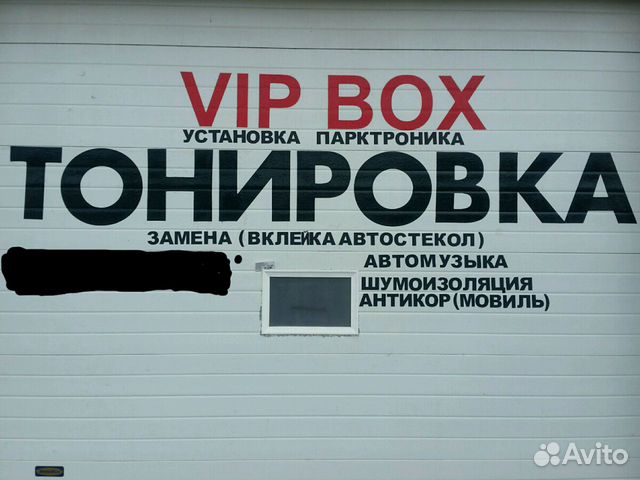 VIP BOX
УСТАНОВКА ПАРКТРОНИКА
ТОНИРОВКА
ЗАМЕНА (ВКЛЕЙКА АВТОСТЕКОЛ)
АВТОМУЗЫКА
ШУМОИЗОЛЯЦИЯ
АНТИКОР (МОВИЛЬ)
Avito